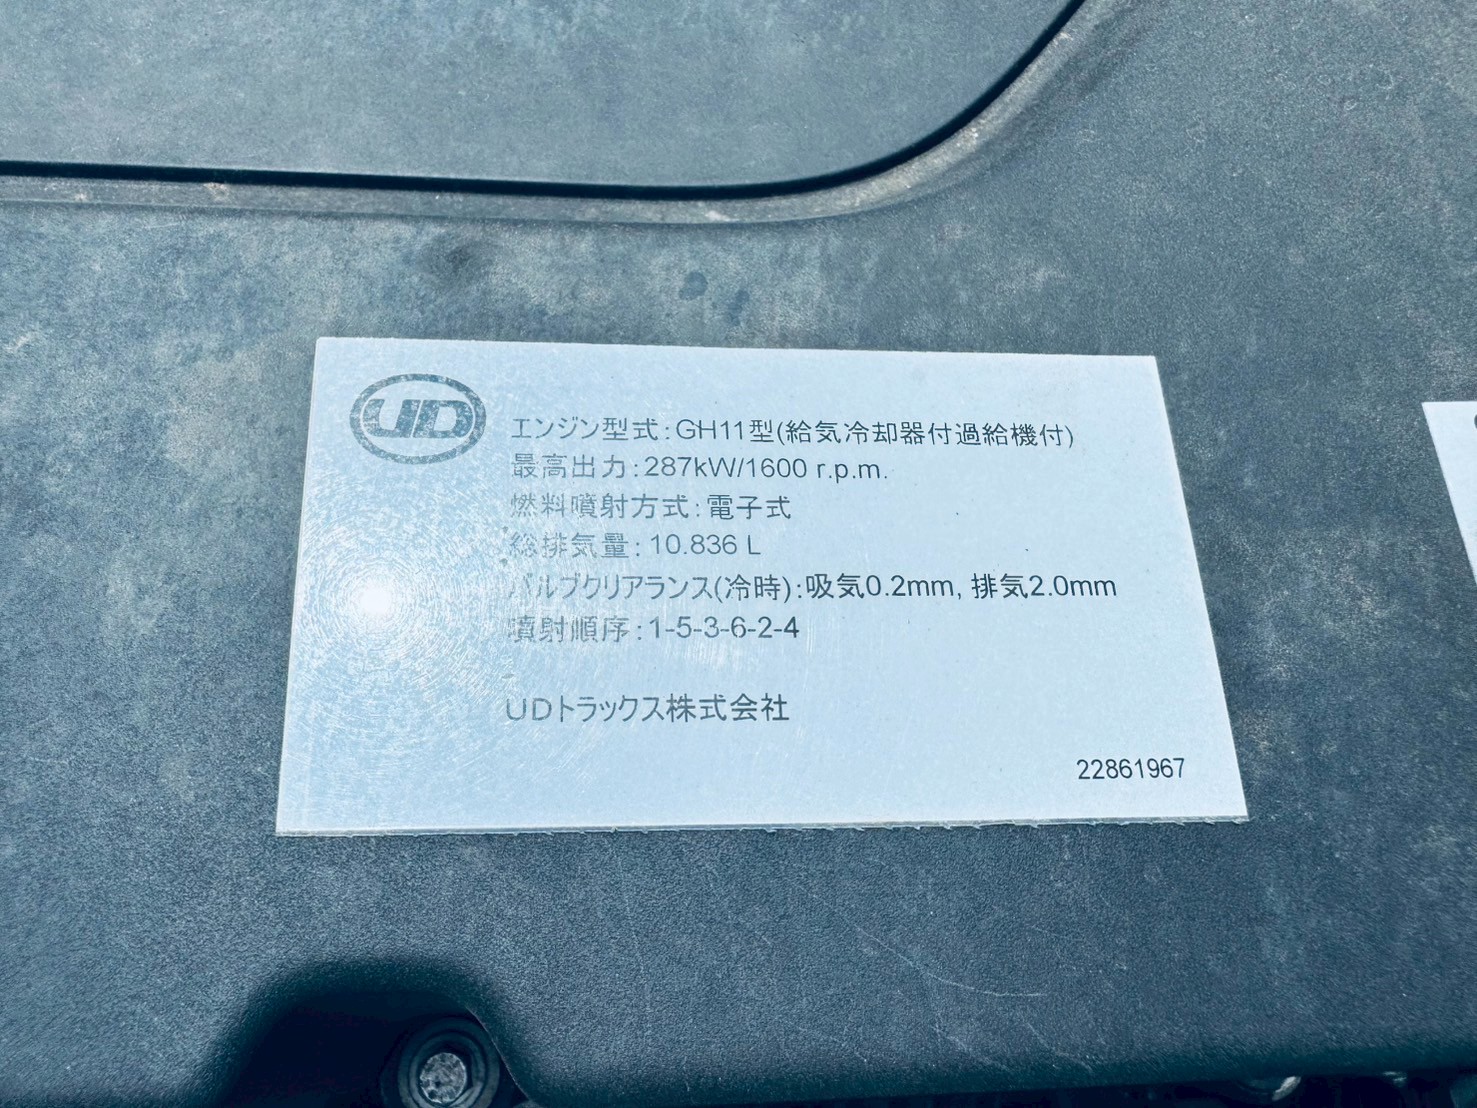 UD
エンジン型式:GH11型(給気冷却器付過給機付)
最高出力:287kW/1600 r.p.m.
燃料噴射方式:電子式
総排気量:10.836 L
バルブクリアランス(冷時):吸気0.2mm, 排気2.0mm
噴射順序:1-5-3-6-2-4
UDトラックス株式会社
22861967